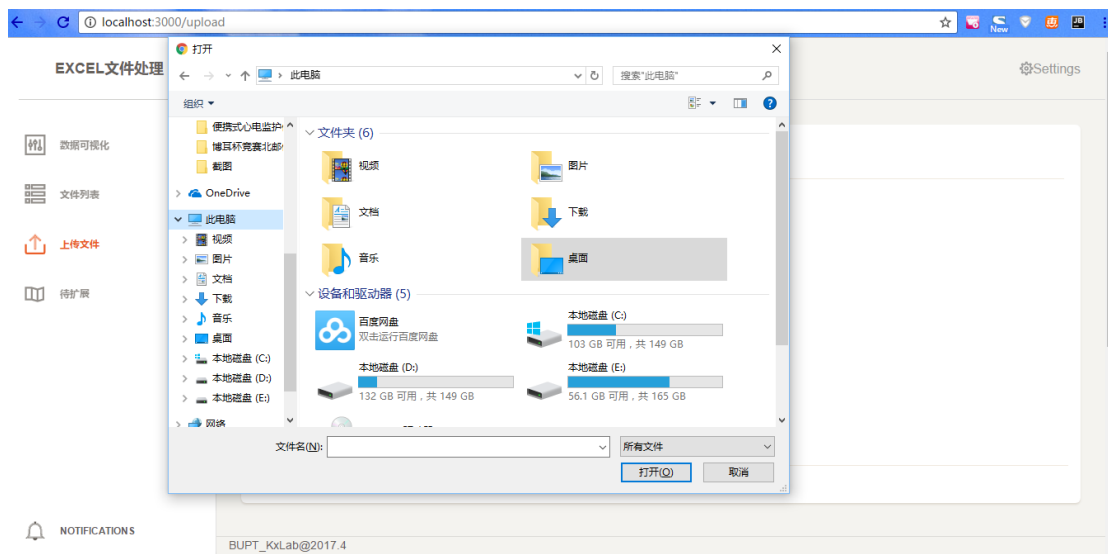 localhost:3000/upload
New
JB
EXCEL文件处理
Settings
数据可视化
文件列表
上传文件
待扩展
NOTIFICATIONS
打开
此电脑
搜索"此电脑"
组织
便携式心电监护
博耳杯竞赛北邮
截图
OneDrive
此电脑
视频
图片
文档
下载
音乐
桌面
本地磁盘 (C:)
本地磁盘 (D:)
本地磁盘 (E:)
网络
文件夹 (6)
视频
图片
文档
下载
音乐
桌面
设备和驱动器 (5)
百度网盘
双击运行百度网盘
本地磁盘 (C:)
103 GB 可用 , 共 149 GB
本地磁盘 (D:)
132 GB 可用 , 共 149 GB
本地磁盘 (E:)
56.1 GB 可用 , 共 165 GB
文件名(N):
所有文件
打开(O)
取消
BUPT_KxLab@2017.4